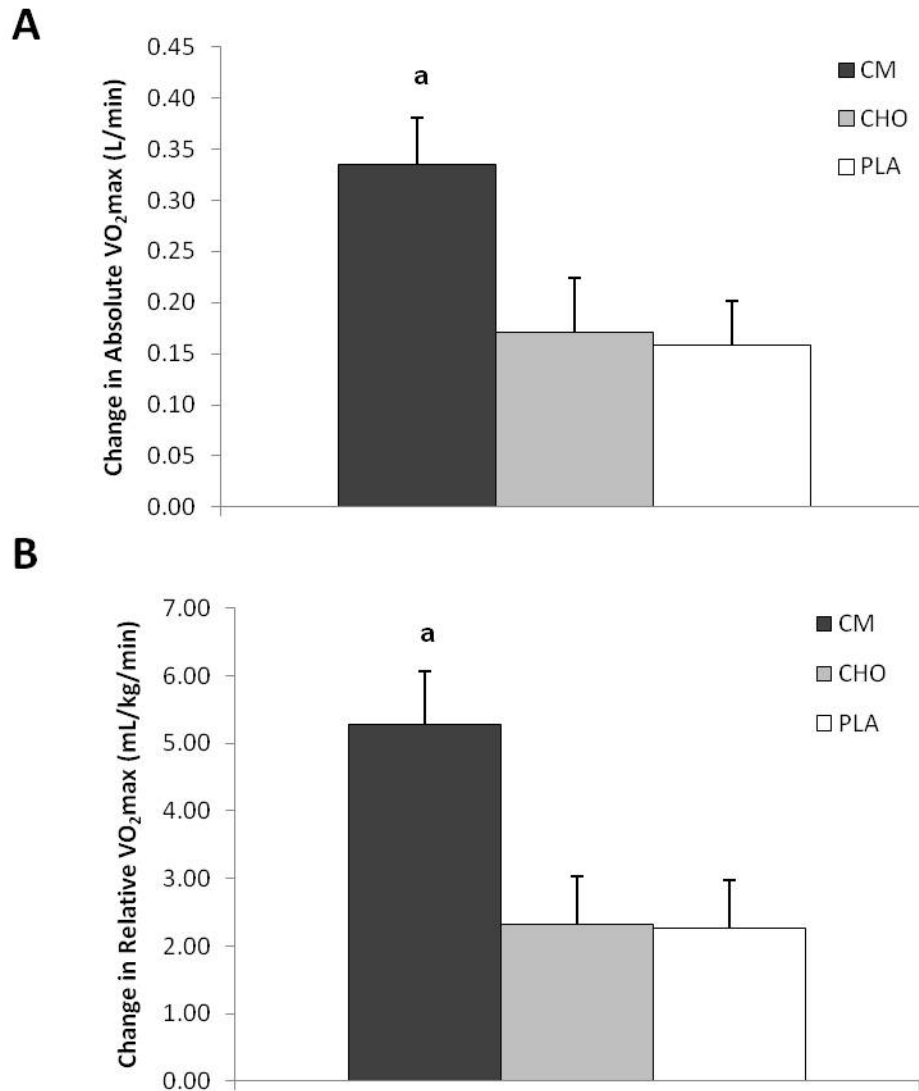 A
Change in Absolute VO₂max (L/min)
0.45
0.40
0.35
0.30
0.25
0.20
0.15
0.10
0.05
0.00
a
CM
CHO
PLA
B
Change in Relative VO₂max (mL/kg/min)
7.00
6.00
5.00
4.00
3.00
2.00
1.00
0.00
a
CM
CHO
PLA